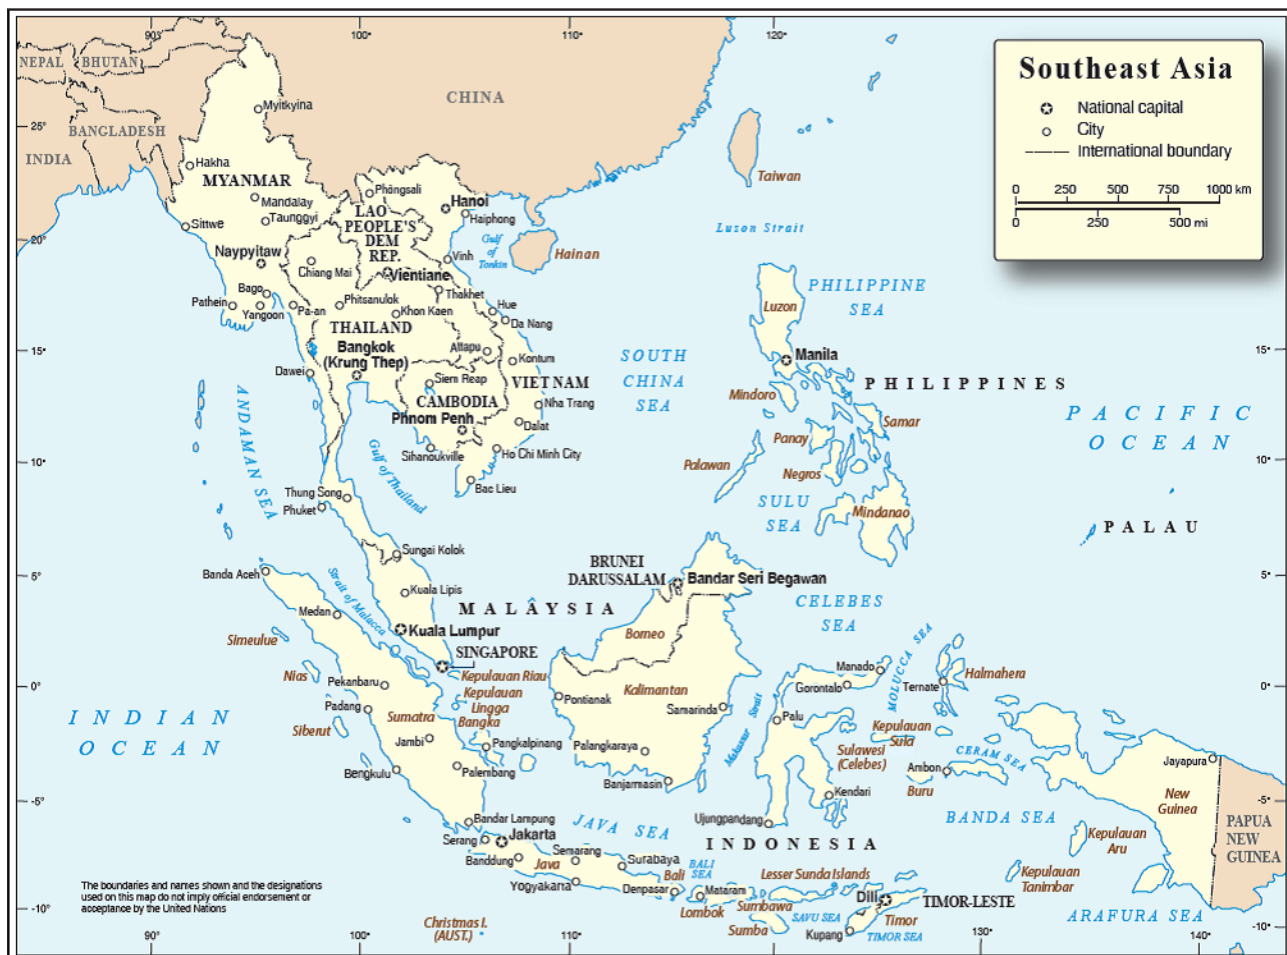 90°
100°
110°
120°
Southeast Asia
National capital
City
International boundary
0 250 500 750 1000 km
0 250 500 mi
NEPAL
BHUTAN
CHINA
BANGLADESH
INDIA
25°
Myitkyina
Hakha
MYANMAR
Mandalay
Taunggyi
Sittwe
Naypyitaw
Bago
Pathein
Yangon
Pa-an
Dawei
20°
Phôngsali
LAO
PEOPLE'S
DEM
REP.
Vientiane
Hanoi
Haiphong
Gulf
of
Tonkin
Hainan
Taiwan
Luzon Strait
Vinh
Chiang Mai
Thakhet
Phitsanulok
Khon Kaen
Hue
Da Nang
THAILAND
Bangkok
(Krung Thep)
Attapu
Kontum
Siem Reap
VIET NAM
CAMBODIA
Nha Trang
Phnom Penh
Dalat
Sihanoukville
Ho Chi Minh City
Bac Lieu
15°
15°
Luzon
PHILIPPINE
SEA
Manila
SOUTH
CHINA
SEA
PHILIPPINES
Mindoro
Samar
Panay
Palawan
Negros
SULU
SEA
Mindanao
PACIFIC
OCEAN
PALAU
ANDAMAN SEA
Gulf of Thailand
10°
10°
Thung Song
Phuket
Sungai Kolok
5°
5°
Banda Aceh
Strait of Malacca
Kuala Lipis
BRUNEI
DARUSSALAM
Bandar Seri Begawan
Medan
MALAYSIA
CELEBES
SEA
Kuala Lumpur
Simeulue
Borneo
SINGAPORE
MOLUCCA SEA
Nias
Kepulauan Riau
Manado
Halmahera
Pekanbaru
Kepulauan
Lingga
Gorontalo
Ternate
0°
0°
Kalimantan
Pontianak
Padang
Sumatra
Bangka
Samarinda
Makassar Strait
Palu
INDIAN
OCEAN
Siberut
Jambi
Pangkalpinang
Palangkaraya
Kepulauan
Sula
Sulawesi
(Celebes)
CERAM SEA
Jayapura
Bengkulu
Palembang
Banjarmasin
Ambon
Buru
Kendari
New
Guinea
-5°
-5°
Bandar Lampung
JAVA SEA
Ujungpandang
BANDA SEA
PAPUA
NEW
GUINEA
Serang
Jakarta
Semarang
INDONESIA
Kepulauan
Aru
Banddung
Java
Surabaya
BALI
SEA
Lesser Sunda Islands
Kepulauan
Tanimbar
Yogyakarta
Bali
Denpasar
Mataram
Dili
TIMOR-LESTE
Lombok
Sumbawa
Sumba
SAVU SEA
Timor
Kupang
TIMOR SEA
ARAFURA SEA
The boundaries and names shown and the designations
used on this map do not imply official endorsement or
acceptance by the United Nations
-10°
-10°
Christmas I.
(AUST.)
90°
100°
110°
120°
130°
140°